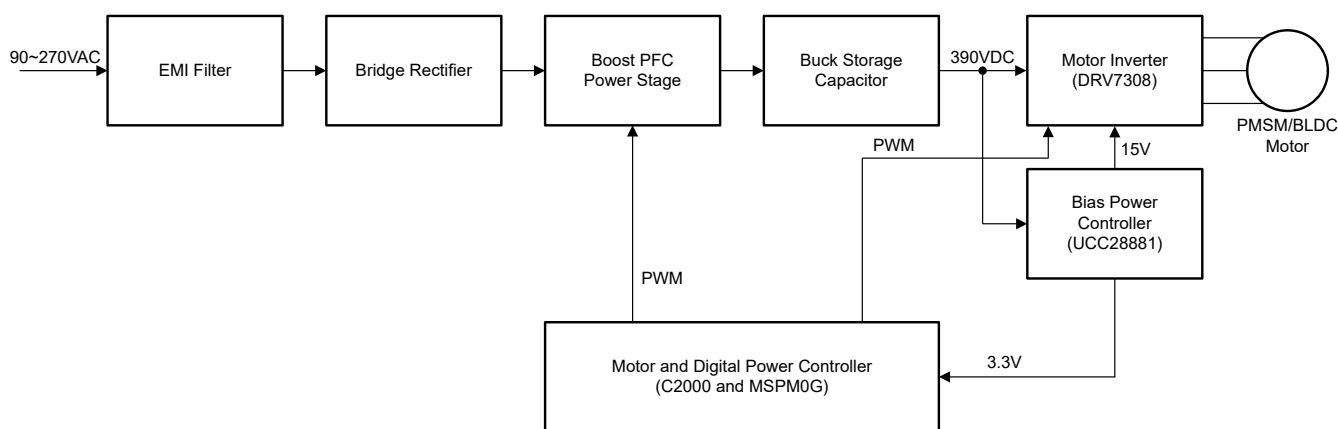 90~270VAC
EMI Filter
Bridge Rectifier
Boost PFC
Power Stage
Buck Storage
Capacitor
390VDC
Motor Inverter
(DRV7308)
PMSM/BLDC
Motor
PWM
15V
Bias Power
Controller
(UCC28881)
PWM
Motor and Digital Power Controller
(C2000 and MSPM0G)
3.3V